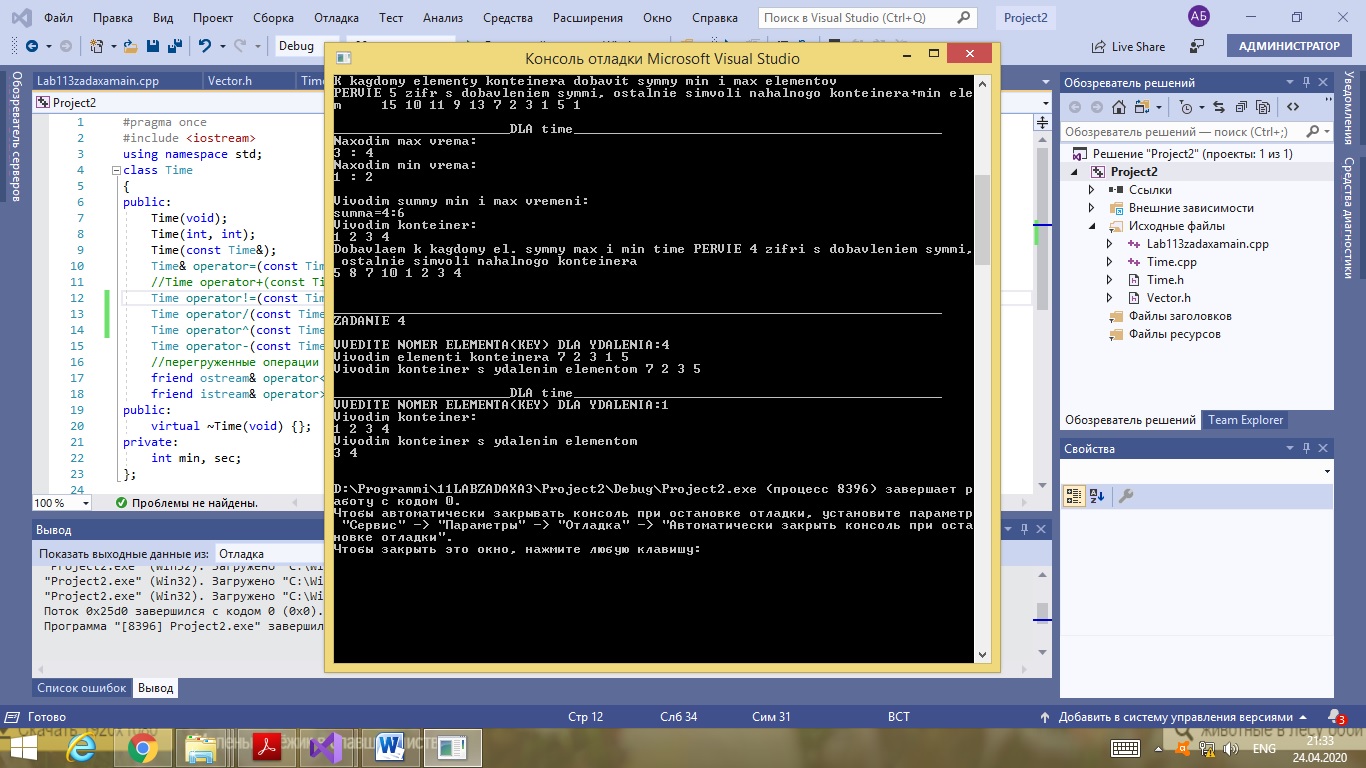 Файл Правка Вид Проект Сборка Отладка Тест Анализ Средства Расширения Окно Справка Поиск в Visual Studio (Ctrl+Q) Project2 АБ
Debug Live Share АДМИНИСТРАТОР
Обозреватель серверов
Lab113zadaxamain.cpp Vector.h
Project2
1 #pragma once
2 #include <iostream>
3 using namespace std;
4 class Time
5 {
6 public:
7 Time(void);
8 Time(int, int);
9 Time(const Time&);
10 Time& operator=(const Tim
11 //Time operator+(const Ti
12 Time operator!=(const Tim
13 Time operator/(const Time
14 Time operator^(const Time
15 Time operator-(const Time
16 //перегруженные операции
17 friend ostream& operator<
18 friend istream& operator>
19 public:
20 virtual ~Time(void) {};
21 private:
22 int min, sec;
23 };
24
100 % Проблемы не найдены.
Консоль отладки Microsoft Visual Studio
K kagdomy elementy konteinera dobavit symmy min i max elementov
PERVIE 5 zifr s dobavleniem symmi, ostalnie simvoli nahalnogo konteinera+min ele
m 15 10 11 9 13 7 2 3 1 5 1
______________________DLA time______________________________________________
Naxodim max vrema:
3 : 4
Naxodim min vrema:
1 : 2
Vivodim summy min i max vremeni:
summa=4:6
Vivodim konteiner:
1 2 3 4
Dobavlaem k kagdomy el. symmy max i min time PERVIE 4 zifri s dobavleniem symmi,
ostalnie simvoli nahalnogo konteinera
5 8 7 10 1 2 3 4
____________________________________________________________________________
ZADANIE 4
VVEDITE NOMER ELEMENTA(KEY) DLA YDALENIA:4
Vivodim elementi konteinera 7 2 3 1 5
Vivodim konteiner s ydalenim elementom 7 2 3 5
______________________DLA time______________________________________________
VVEDITE NOMER ELEMENTA(KEY) DLA YDALENIA:1
Vivodim konteiner:
1 2 3 4
Vivodim konteiner s ydalenim elementom
3 4
D:\Programmi\11LABZADAXA3\Project2\Debug\Project2.exe (процесс 8396) завершает р
аботу с кодом 0.
Чтобы автоматически закрывать консоль при остановке отладки, установите параметр
"Сервис" -> "Параметры" -> "Отладка" -> "Автоматически закрыть консоль при оста
новке отладки".
Чтобы закрыть это окно, нажмите любую клавишу:
Обозреватель решений
Обозреватель решений — поиск (Ctrl+;)
Решение "Project2" (проекты: 1 из 1)
Project2
Ссылки
Внешние зависимости
Исходные файлы
Lab113zadaxamain.cpp
Time.cpp
Time.h
Vector.h
Файлы заголовков
Файлы ресурсов
Обозреватель решений Team Explorer
Свойства
Уведомления
Средства диагностики
Вывод
Показать выходные данные из: Отладка
"Project2.exe" (Win32). Загружено "C:\Wi
"Project2.exe" (Win32). Загружено "C:\Wi
"Project2.exe" (Win32). Загружено "C:\Wi
Поток 0x25d0 завершился с кодом 0 (0x0).
Программа "[8396] Project2.exe" завершил
Список ошибок Вывод
Готово Стр 12 Слб 34 Сим 31 ВСТ Добавить в систему управления версиями 3
ENG 21:33
24.04.2020